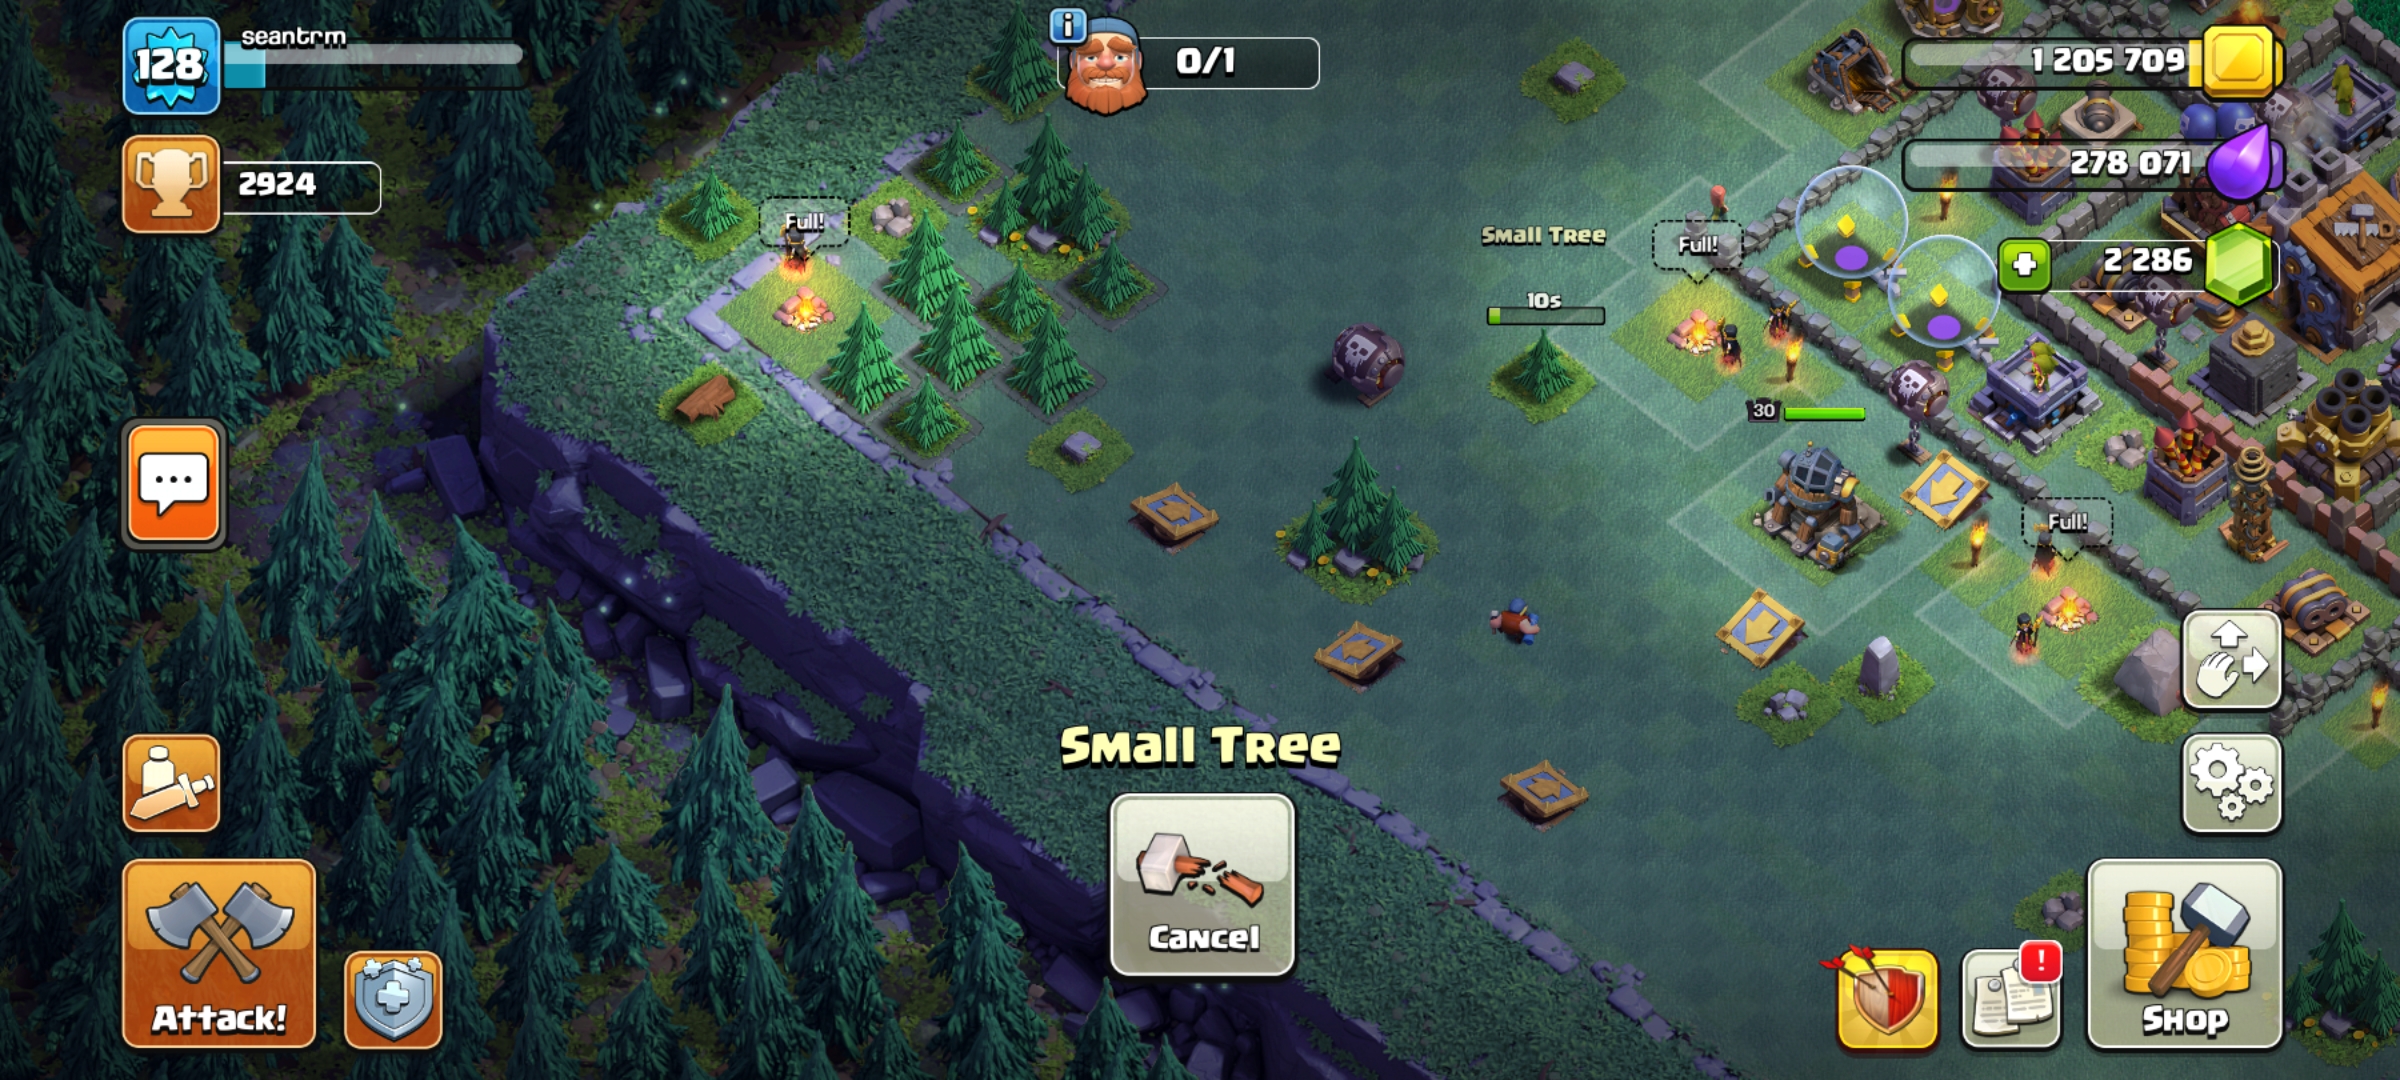 128
seantrm
i
0/1
1 205 709
2924
278 071
Full!
Small Tree
Full!
2 286
10s
30
Full!
Small Tree
Cancel
Attack!
!
Shop